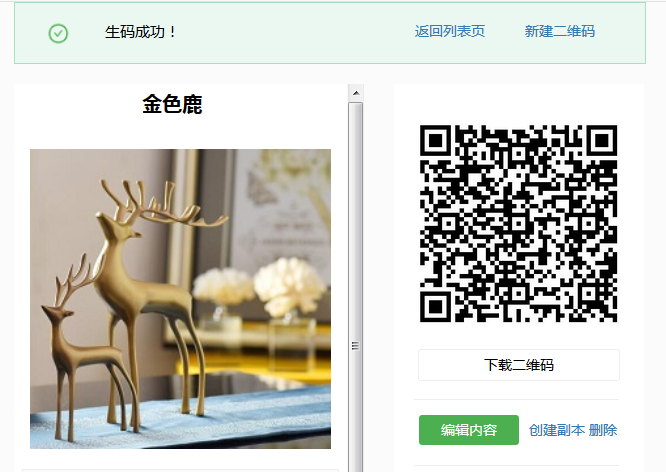 生码成功！
返回列表页
新建二维码
金色鹿
下载二维码
编辑内容
创建副本 删除